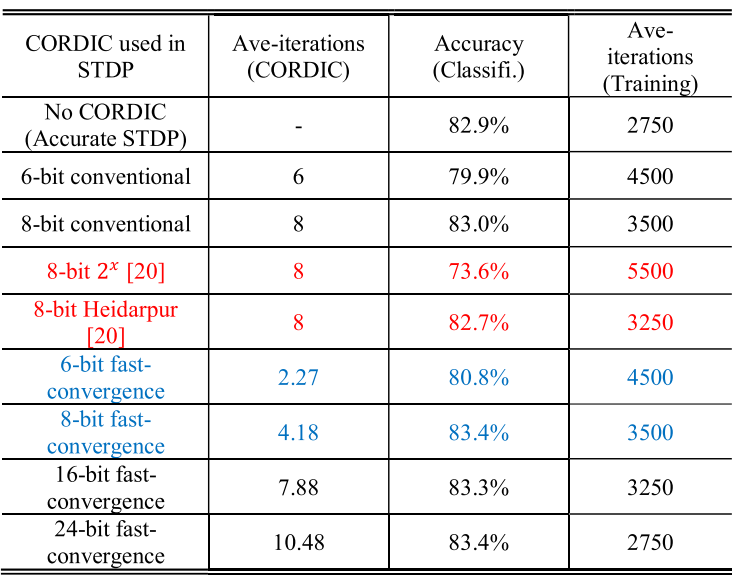 CORDIC used in
STDP
Ave-iterations
(CORDIC)
Accuracy
(Classifi.)
Ave-
iterations
(Training)
No CORDIC
(Accurate STDP)
-
82.9%
2750
6-bit conventional
6
79.9%
4500
8-bit conventional
8
83.0%
3500
8-bit 2ˣ [20]
8
73.6%
5500
8-bit Heidarpur
[20]
8
82.7%
3250
6-bit fast-
convergence
2.27
80.8%
4500
8-bit fast-
convergence
4.18
83.4%
3500
16-bit fast-
convergence
7.88
83.3%
3250
24-bit fast-
convergence
10.48
83.4%
2750